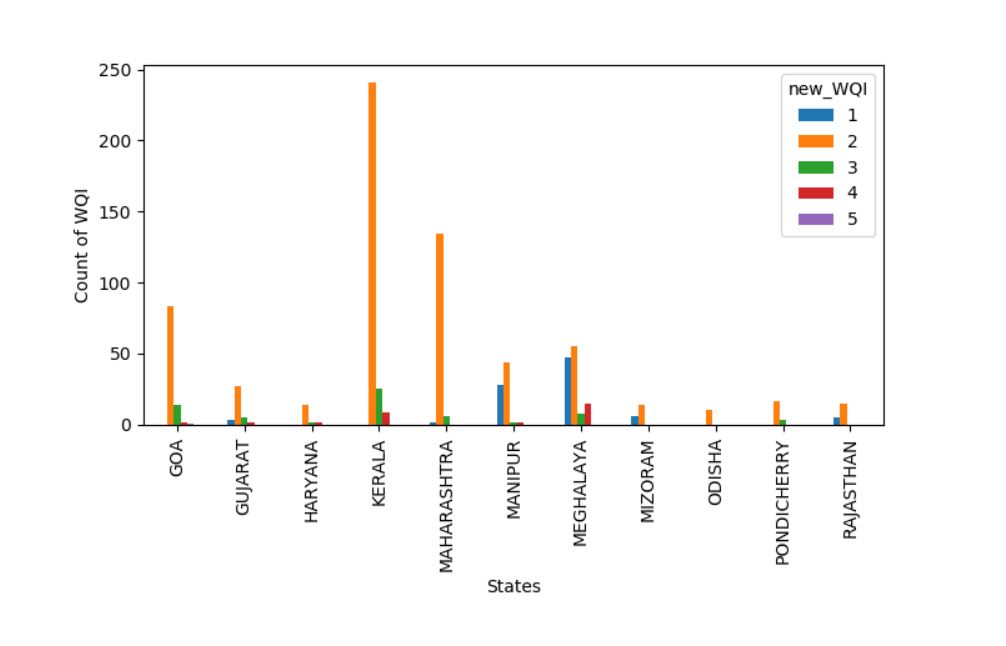 250
200
150
100
50
0
Count of WQI
new_WQI
1
2
3
4
5
GOA
GUJARAT
HARYANA
KERALA
MAHARASHTRA
MANIPUR
MEGHALAYA
MIZORAM
ODISHA
PONDICHERRY
RAJASTHAN
States